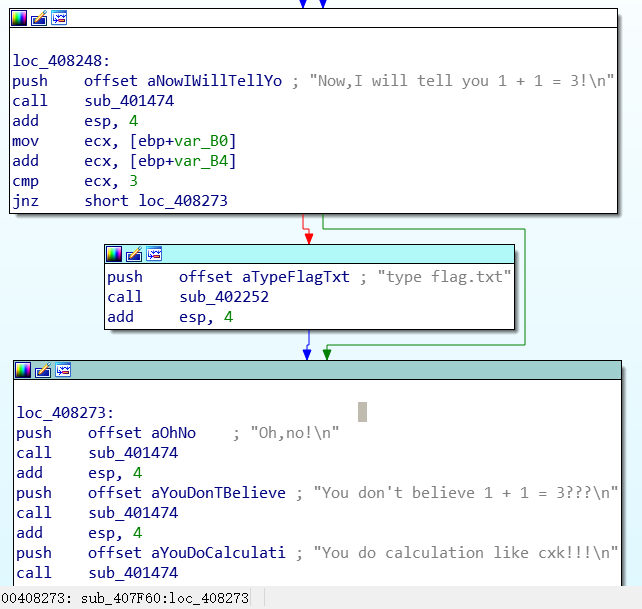 loc_408248:
push offset aNowIWillTellYo ; "Now,I will tell you 1 + 1 = 3!\n"
call sub_401474
add esp, 4
mov ecx, [ebp+var_B0]
add ecx, [ebp+var_B4]
cmp ecx, 3
jnz short loc_408273
push offset aTypeFlagTxt ; "type flag.txt"
call sub_402252
add esp, 4
loc_408273:
push offset aOhNo ; "Oh,no!\n"
call sub_401474
add esp, 4
push offset aYouDonTBelieve ; "You don't believe 1 + 1 = 3???\n"
call sub_401474
add esp, 4
push offset aYouDoCalculati ; "You do calculation like cxk!!!\n"
call sub_401474
00408273: sub_407F60:loc_408273